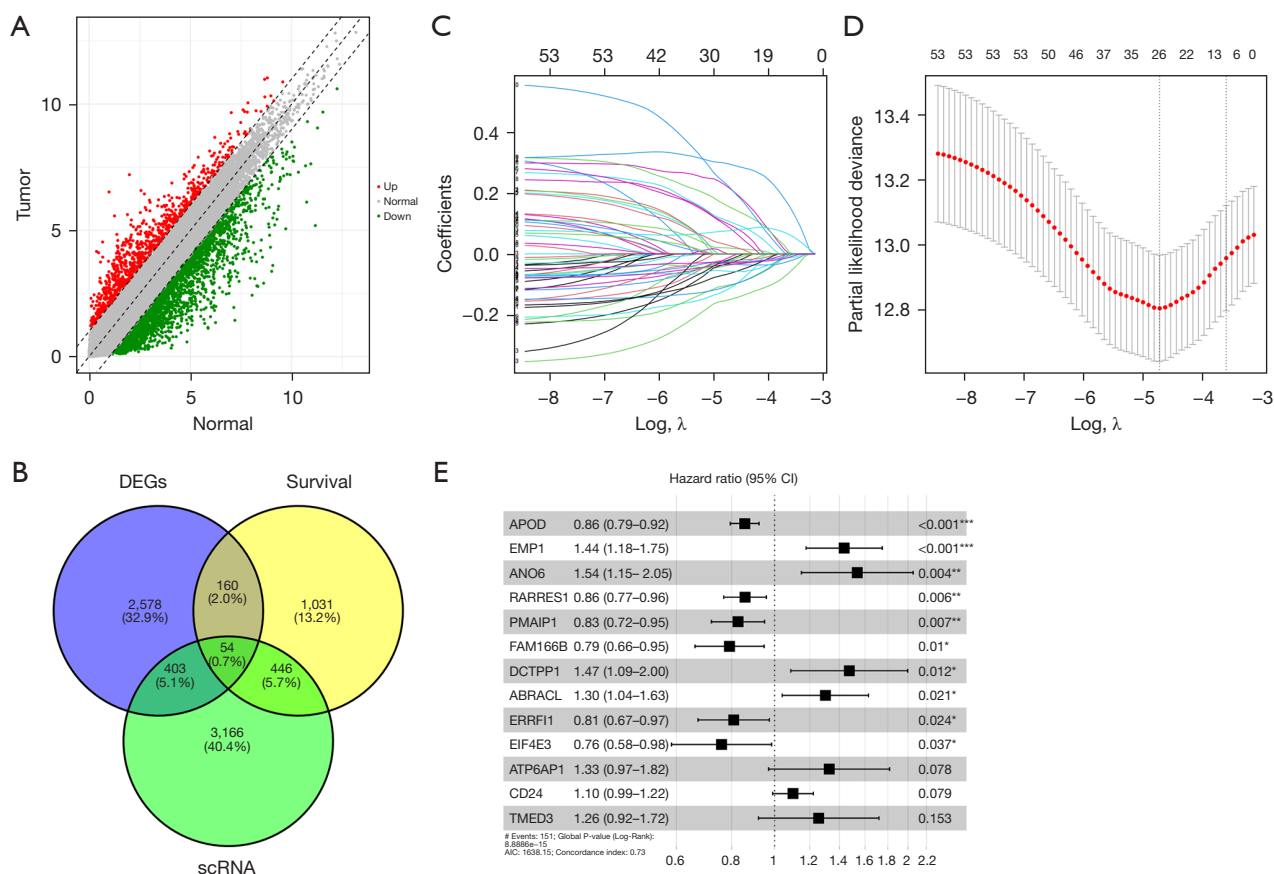 A
Tumor
10
5
0
0
5
10
Normal
Up
Normal
Down
C
53
53
42
30
19
0
Coefficients
0.4
0.2
0.0
−0.2
−8
−7
−6
−5
−4
−3
Log, λ
D
53 56 53 53 50 46 37 35 26 22 13 6 0
Partial likelihood deviance
13.4
13.2
13.0
12.8
−8
−7
−6
−5
−4
−3
Log, λ
B
DEGs
Survival
160
(2.0%)
2,578
(32.9%)
1,031
(13.2%)
54
(0.7%)
403
(5.1%)
446
(5.7%)
3,166
(40.4%)
scRNA
E
Hazard ratio (95% CI)
APOD 0.86 (0.79–0.92) <0.001***
EMP1 1.44 (1.18–1.75) <0.001***
ANO6 1.54 (1.15– 2.05) 0.004**
RARRES1 0.86 (0.77–0.96) 0.006**
PMAIP1 0.83 (0.72–0.95) 0.007**
FAM166B 0.79 (0.66–0.95) 0.01*
DCTPP1 1.47 (1.09–2.00) 0.012*
ABRACL 1.30 (1.04–1.63) 0.021*
ERRFI1 0.81 (0.67–0.97) 0.024*
EIF4E3 0.76 (0.58–0.98) 0.037*
ATP6AP1 1.33 (0.97–1.82) 0.078
CD24 1.10 (0.99–1.22) 0.079
TMED3 1.26 (0.92–1.72) 0.153
# Events: 151; Global P-value (Log-Rank):
8.8886e−15
AIC: 1638.15; Concordance index: 0.73
0.6 0.8 1 1.2 1.4 1.6 1.8 2 2.2